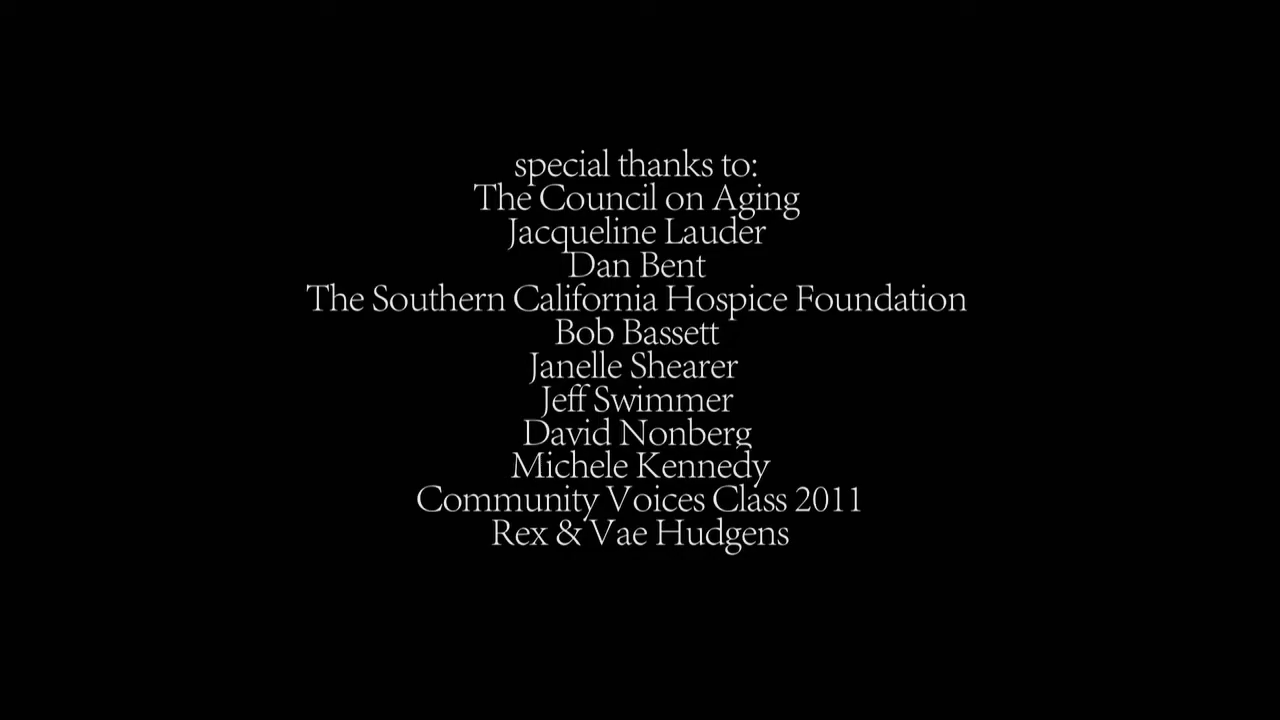 special thanks to:
The Council on Aging
Jacqueline Lauder
Dan Bent
The Southern California Hospice Foundation
Bob Bassett
Janelle Shearer
Jeff Swimmer
David Nonberg
Michele Kennedy
Community Voices Class 2011
Rex & Vae Hudgens